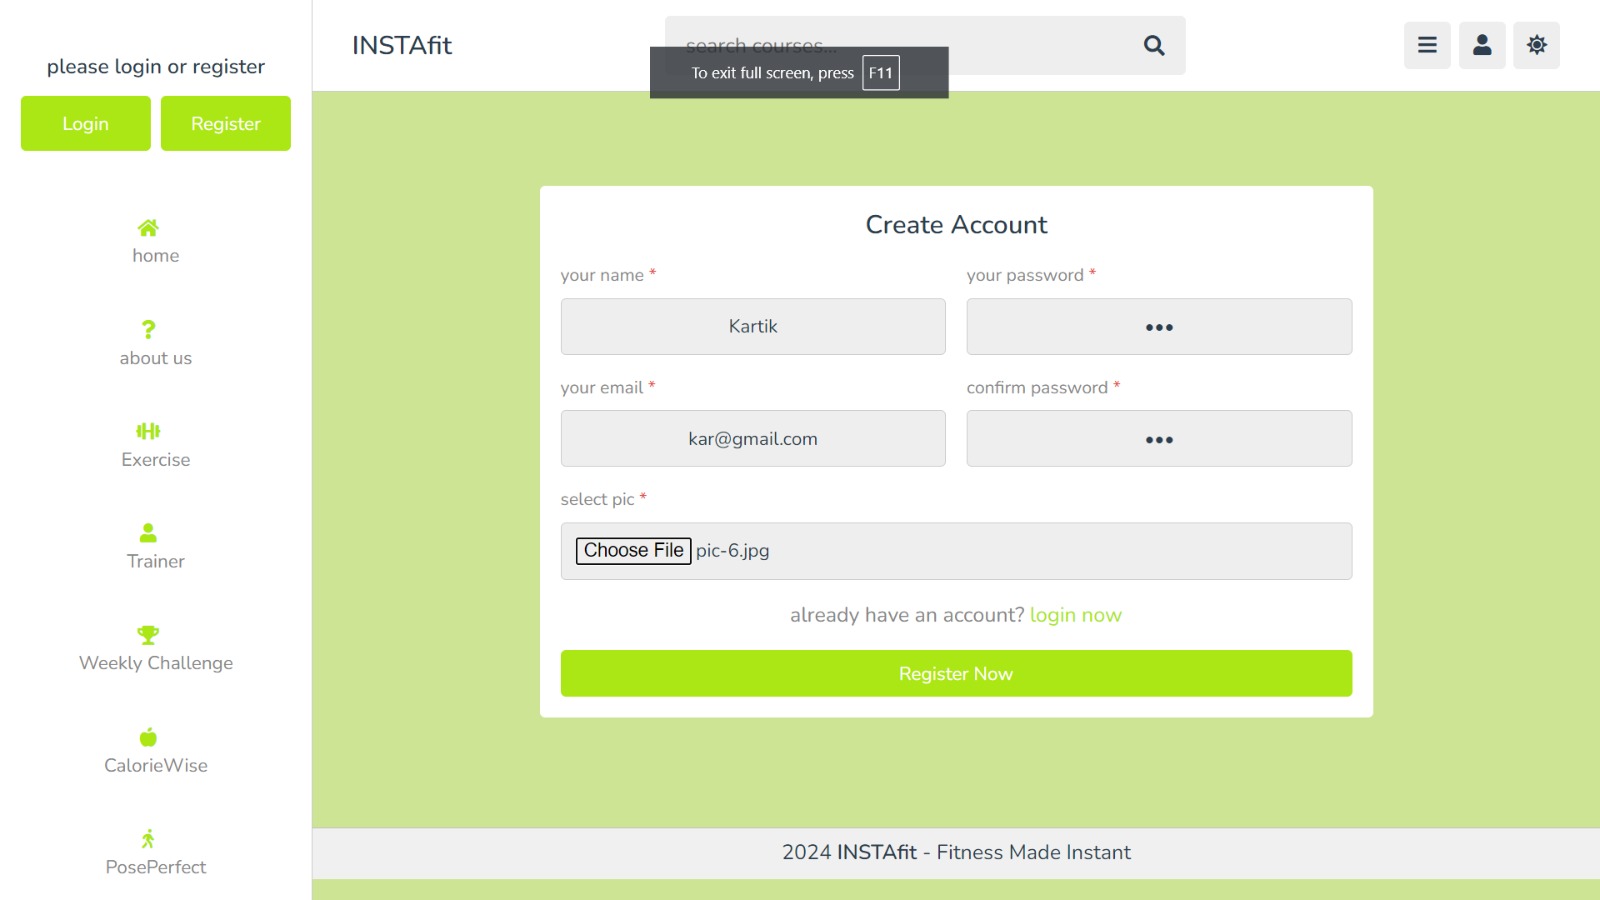 please login or register
Login
Register
home
about us
Exercise
Trainer
Weekly Challenge
CalorieWise
PosePerfect
INSTAfit
search courses...
To exit full screen, press F11
Create Account
your name *
Kartik
your password *
•••
your email *
kar@gmail.com
confirm password *
•••
select pic *
Choose File pic-6.jpg
already have an account? login now
Register Now
2024 INSTAfit - Fitness Made Instant